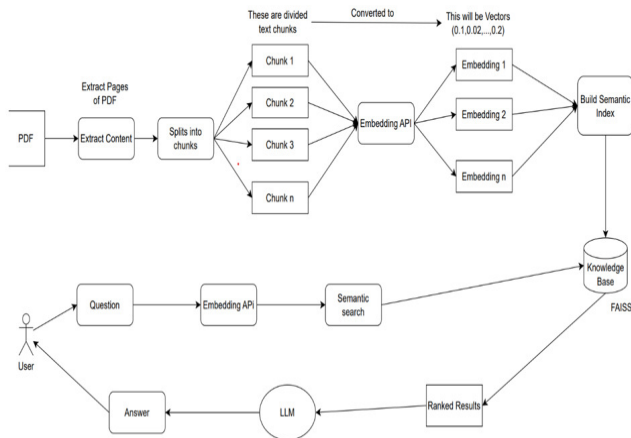 These are divided
text chunks
Converted to
This will be Vectors
(0.1,0.02,...,0.2)
Extract Pages
of PDF
PDF
Extract Content
Splits into
chunks
Chunk 1
Chunk 2
Chunk 3
Chunk n
Embedding API
Embedding 1
Embedding 2
Embedding n
Build Semantic
Index
Knowledge
Base
FAISS
Question
Embedding APi
Semantic
search
User
Answer
LLM
Ranked Results